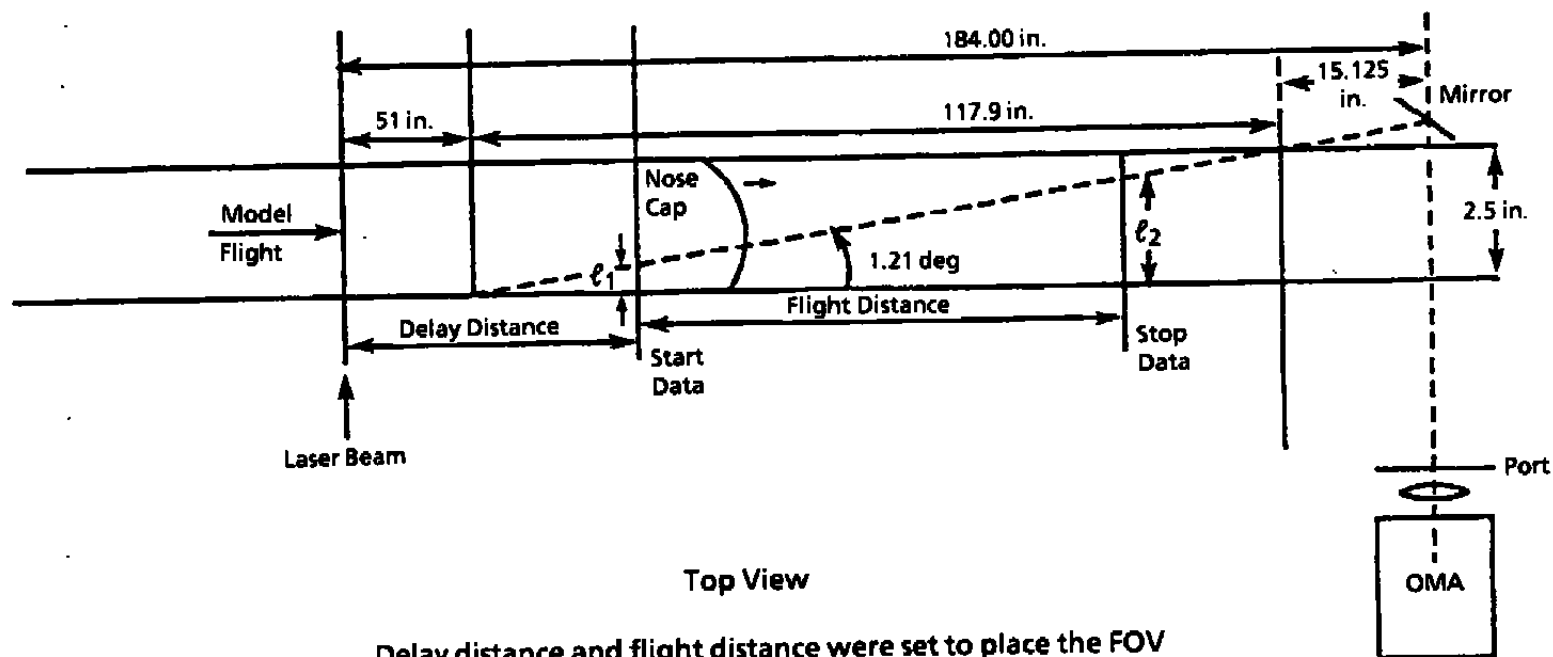 184.00 in.
15.125
in.
Mirror
51 in.
117.9 in.
Nose
Cap
Model
Flight
2.5 in.
ℓ1
1.21 deg
ℓ2
Flight Distance
Delay Distance
Start
Data
Stop
Data
Laser Beam
Port
Top View
OMA
Delay distance and flight distance were set to place the FOV